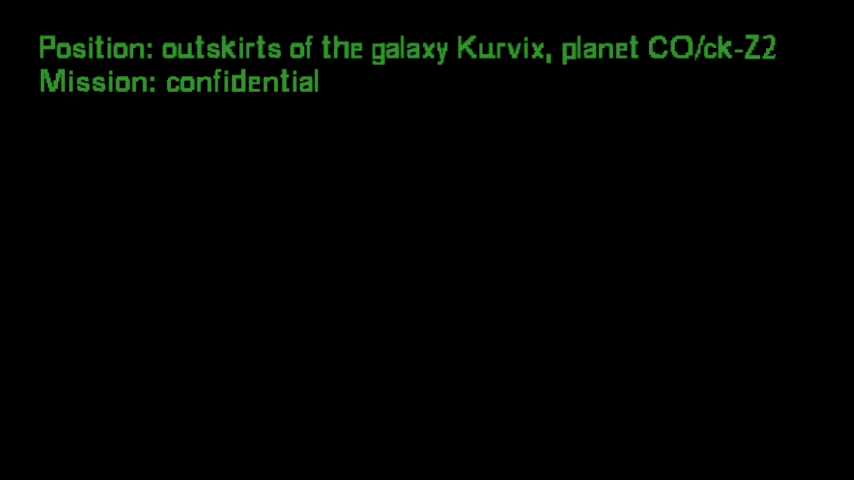 Position: outskirts of the galaxy Kurvix, planet CO/ck-Z2
Mission: confidential